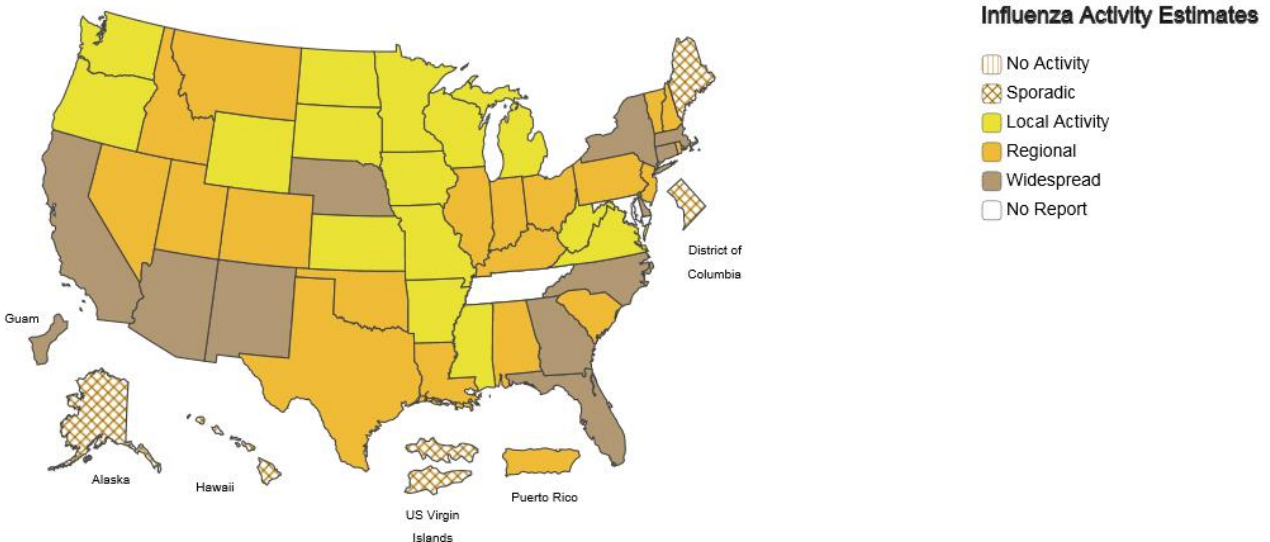 Influenza Activity Estimates
No Activity
Sporadic
Local Activity
Regional
Widespread
No Report
District of
Columbia
Guam
Alaska
Hawaii
US Virgin
Islands
Puerto Rico